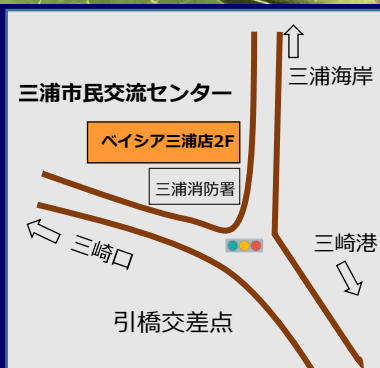 三浦海岸
三浦市民交流センター
ベイシア三浦店2F
三浦消防署
三崎口
三崎港
引橋交差点